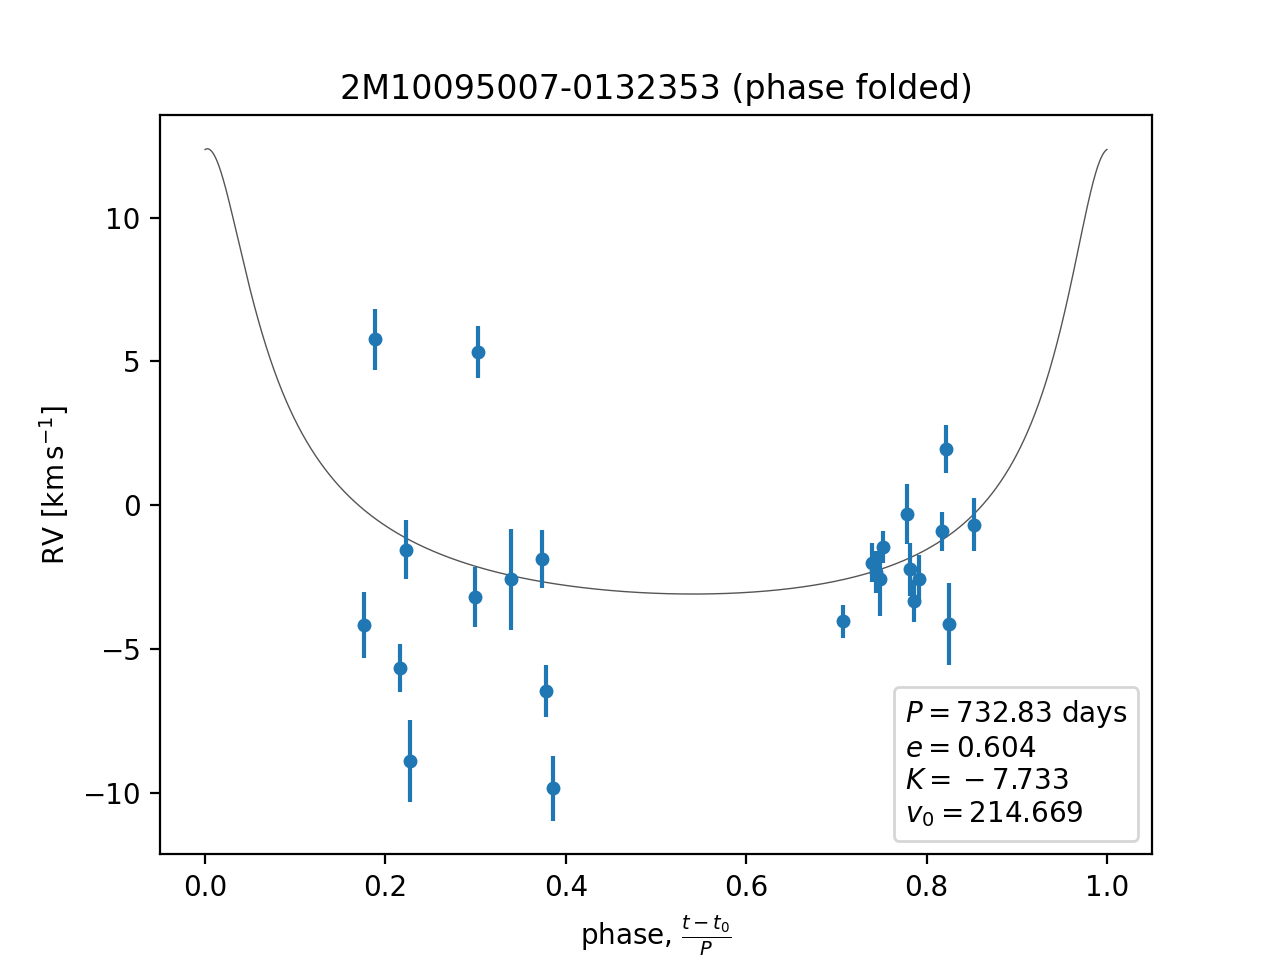 2M10095007-0132353 (phase folded)
RV [km s⁻¹]
10
5
0
−5
−10
P = 732.83 days
e = 0.604
K = −7.733
v₀ = 214.669
0.0 0.2 0.4 0.6 0.8 1.0
phase, (t − t₀)/P